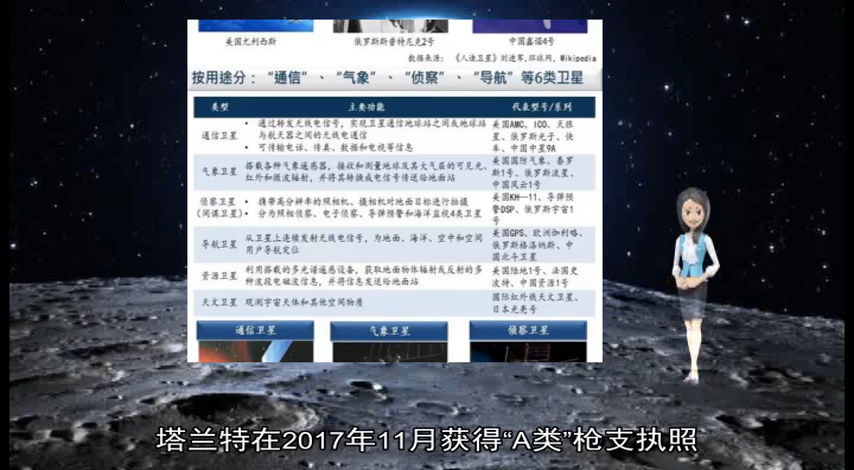 美国尤利西斯
俄罗斯斯普特尼克2号
中国鑫诺4号
数据来源：《人造卫星》刘进军,环球网, Wikipedia
按用途分：“通信”、“气象”、“侦察”、“导航”等6类卫星
类型 主要功能 代表型号/系列
通信卫星
• 通过转发无线电信号，实现卫星通信地球站之间或地球站
与航天器之间的无线电通信
• 可传输电话、传真、数据和电视等信息
美国AMC、ICO、天狼
星、俄罗斯光子、快
车、中国中星9A
气象卫星
搭载各种气象遥感器，接收和测量地球及其大气层的可见光、
红外和微波辐射，并将其转换成电信号传送给地面站
美国国防气象、泰罗
斯1号、俄罗斯流星、
中国风云1号
侦察卫星
（间谍卫星）
• 携带高分辨率的照相机、摄相机对地面目标进行拍摄
• 分为照相侦察、电子侦察、导弹预警和海洋监视4类卫星
美国KH-11、导弹预
警DSP、俄罗斯宇宙1
号
导航卫星
从卫星上连续发射无线电信号，为地面、海洋、空中和空间
用户导航定位
美国GPS、欧洲伽利略、
俄罗斯格洛纳斯、中
国北斗卫星
资源卫星
利用搭载的多光谱遥感设备，获取地面物体辐射或反射的多
种波段电磁波信息，并将信息发送给地面站
美国陆地1号、法国史
波特、中国资源1号
天文卫星
观测宇宙天体和其他空间物质
国际红外线天文卫星、
日本光亮号
通信卫星
气象卫星
侦察卫星
塔兰特在2017年11月获得“A类”枪支执照